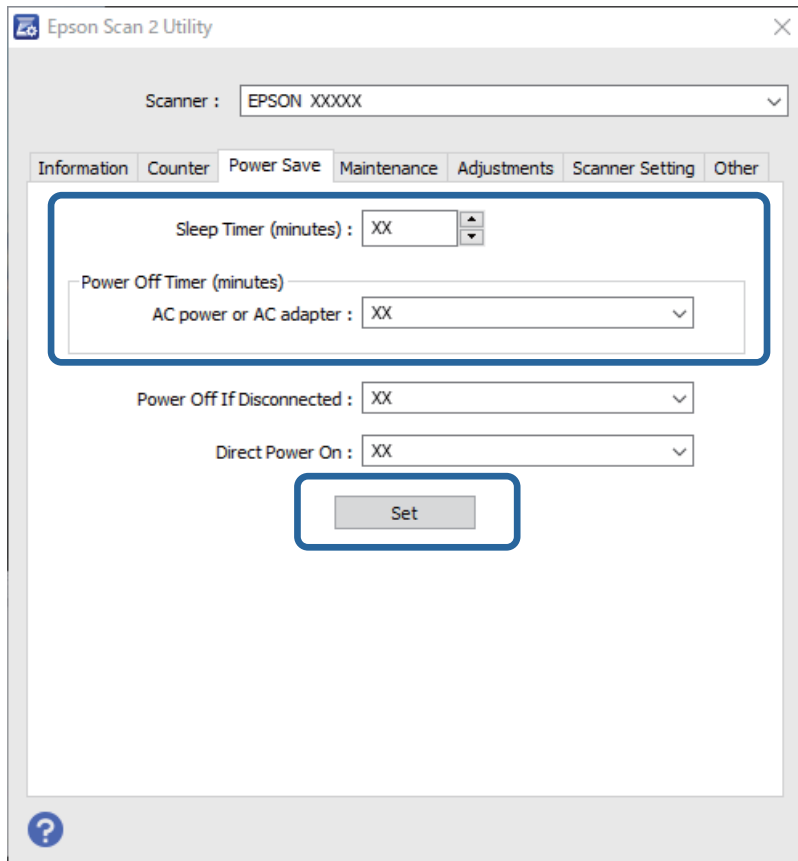 Epson Scan 2 Utility
Scanner : EPSON XXXXX
Information Counter Power Save Maintenance Adjustments Scanner Setting Other
Sleep Timer (minutes) : XX
Power Off Timer (minutes)
AC power or AC adapter : XX
Power Off If Disconnected : XX
Direct Power On : XX
Set
?